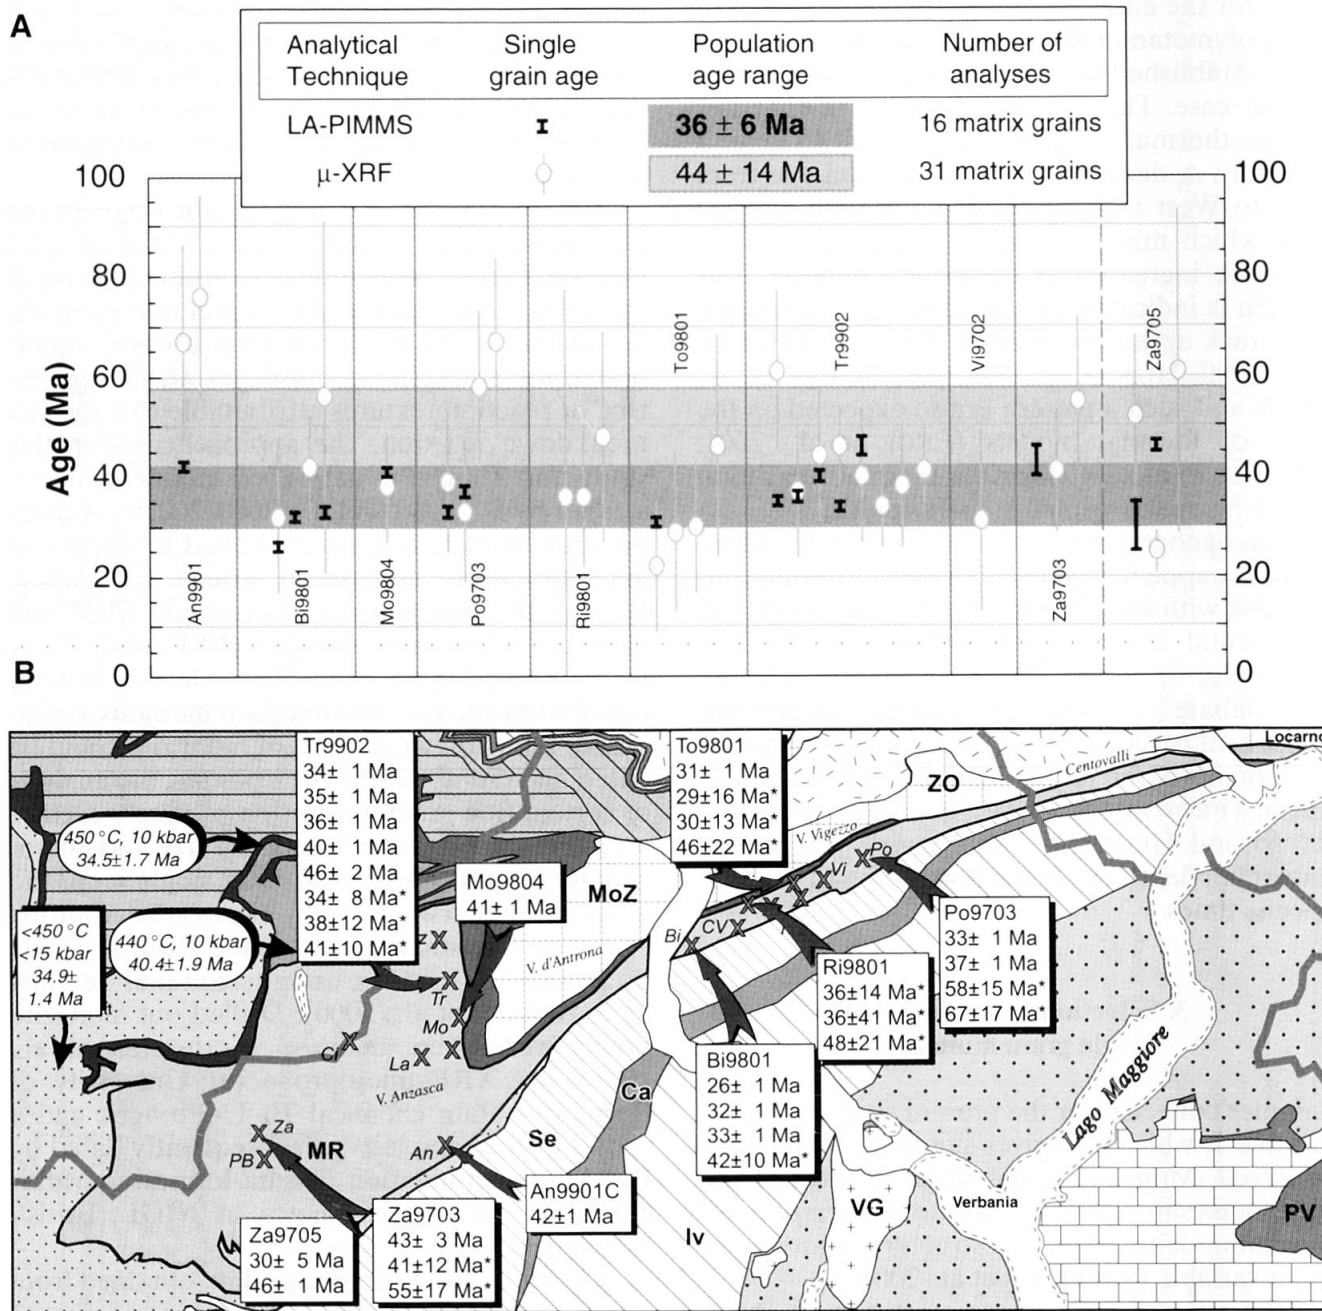 A
Analytical Technique
Single grain age
Population age range
Number of analyses
LA-PIMMS
36 ± 6 Ma
16 matrix grains
μ-XRF
44 ± 14 Ma
31 matrix grains
Age (Ma)
100
80
60
40
20
0
100
80
60
40
20
0
An9901
Bi9801
Mo9804
Po9703
Ri9801
To9801
Tr9902
Vi9702
Za9703
Za9705
B
Tr9902
34± 1 Ma
35± 1 Ma
36± 1 Ma
40± 1 Ma
46± 2 Ma
34± 8 Ma*
38±12 Ma*
41±10 Ma*
To9801
31± 1 Ma
29±16 Ma*
30±13 Ma*
46±22 Ma*
Mo9804
41± 1 Ma
450°C, 10 kbar
34.5±1.7 Ma
<450°C
<15 kbar
34.9±
1.4 Ma
440°C, 10 kbar
40.4±1.9 Ma
Po9703
33± 1 Ma
37± 1 Ma
58±15 Ma*
67±17 Ma*
Ri9801
36±14 Ma*
36±41 Ma*
48±21 Ma*
Bi9801
26± 1 Ma
32± 1 Ma
33± 1 Ma
42±10 Ma*
An9901C
42±1 Ma
Za9703
43± 3 Ma
41±12 Ma*
55±17 Ma*
Za9705
30± 5 Ma
46± 1 Ma
Locarno
Centovalli
ZO
V. Vigezzo
Po
Vi
MoZ
CV
Bi
V. d'Antrona
Tr
Mo
La
V. Anzasca
Ca
Se
Za
PB
MR
An
Iv
VG
Verbania
Lago Maggiore
PV